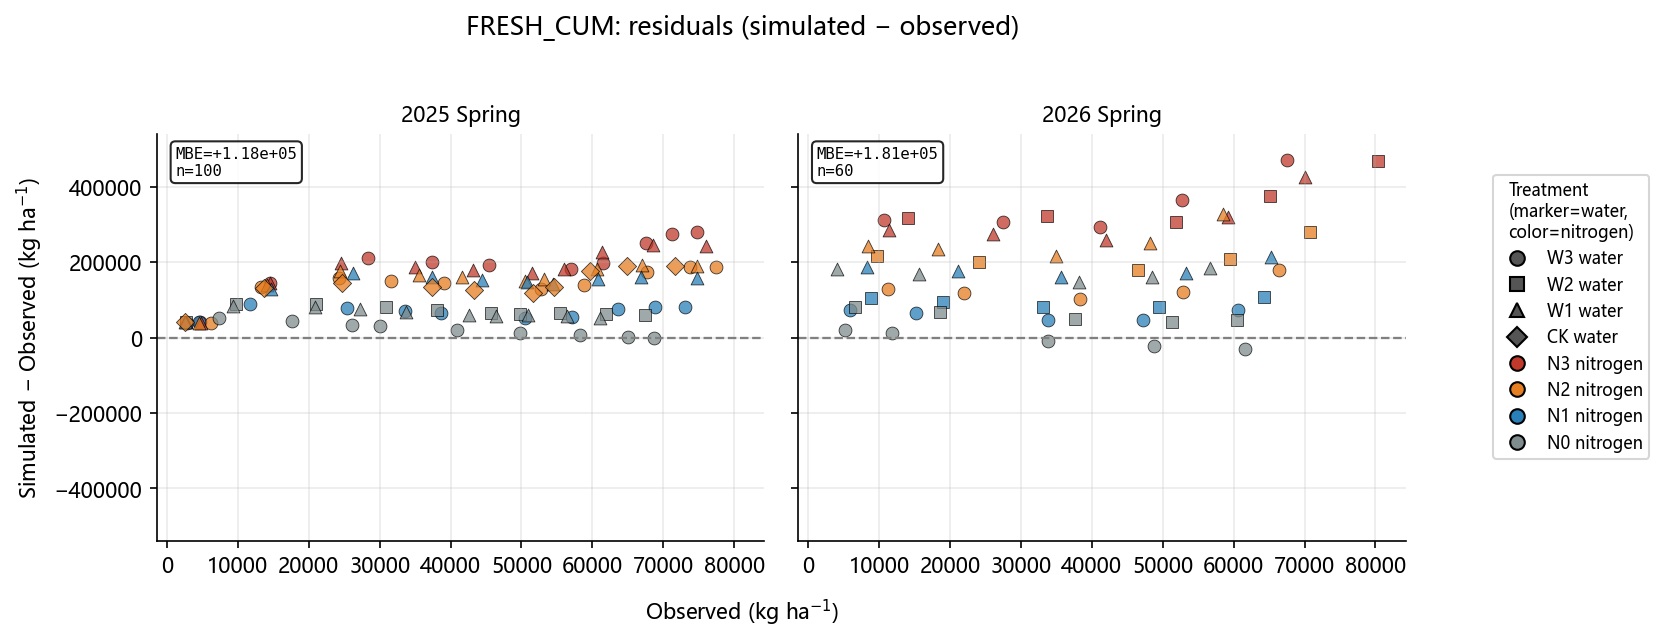 FRESH_CUM: residuals (simulated − observed)
2025 Spring
2026 Spring
MBE=+1.18e+05
n=100
MBE=+1.81e+05
n=60
Simulated − Observed (kg ha⁻¹)
400000
200000
0
−200000
−400000
0 10000 20000 30000 40000 50000 60000 70000 80000
0 10000 20000 30000 40000 50000 60000 70000 80000
Observed (kg ha⁻¹)
Treatment
(marker=water,
color=nitrogen)
W3 water
W2 water
W1 water
CK water
N3 nitrogen
N2 nitrogen
N1 nitrogen
N0 nitrogen